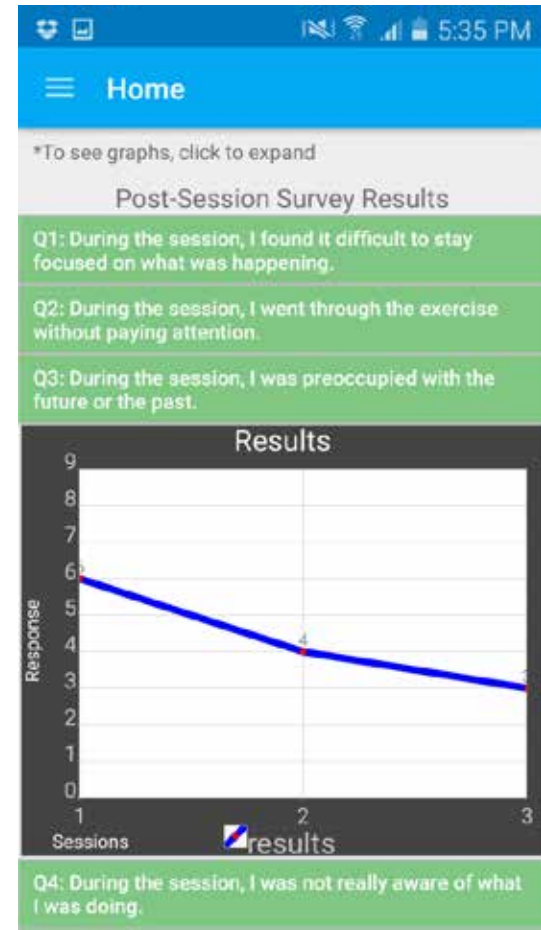 5:35 PM
Home
*To see graphs, click to expand
Post-Session Survey Results
Q1: During the session, I found it difficult to stay
focused on what was happening.
Q2: During the session, I went through the exercise
without paying attention.
Q3: During the session, I was preoccupied with the
future or the past.
Results
9
8
7
6
5
4
3
2
1
0
Response
4
1
2
3
Sessions
results
Q4: During the session, I was not really aware of what
I was doing.